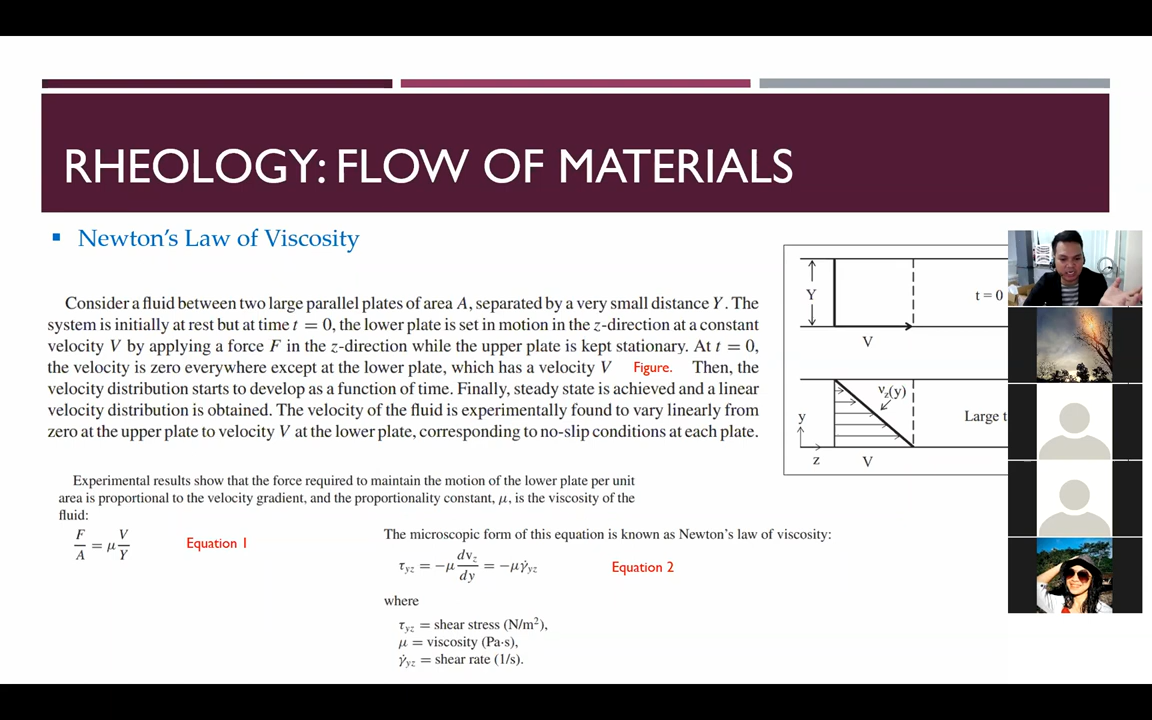 RHEOLOGY: FLOW OF MATERIALS
Newton's Law of Viscosity
Consider a fluid between two large parallel plates of area A, separated by a very small distance Y. The
system is initially at rest but at time t = 0, the lower plate is set in motion in the z-direction at a constant
velocity V by applying a force F in the z-direction while the upper plate is kept stationary. At t = 0,
the velocity is zero everywhere except at the lower plate, which has a velocity V Figure. Then, the
velocity distribution starts to develop as a function of time. Finally, steady state is achieved and a linear
velocity distribution is obtained. The velocity of the fluid is experimentally found to vary linearly from
zero at the upper plate to velocity V at the lower plate, corresponding to no-slip conditions at each plate.
Y
t = 0
V
v_z(y)
y
Large t
z
V
Experimental results show that the force required to maintain the motion of the lower plate per unit
area is proportional to the velocity gradient, and the proportionality constant, μ, is the viscosity of the
fluid:
F/A = μ V/Y
Equation 1
The microscopic form of this equation is known as Newton's law of viscosity:
τ_yz = −μ dv_z/dy = −μγ̇_yz
Equation 2
where
τ_yz = shear stress (N/m²),
μ = viscosity (Pa·s),
γ̇_yz = shear rate (1/s).